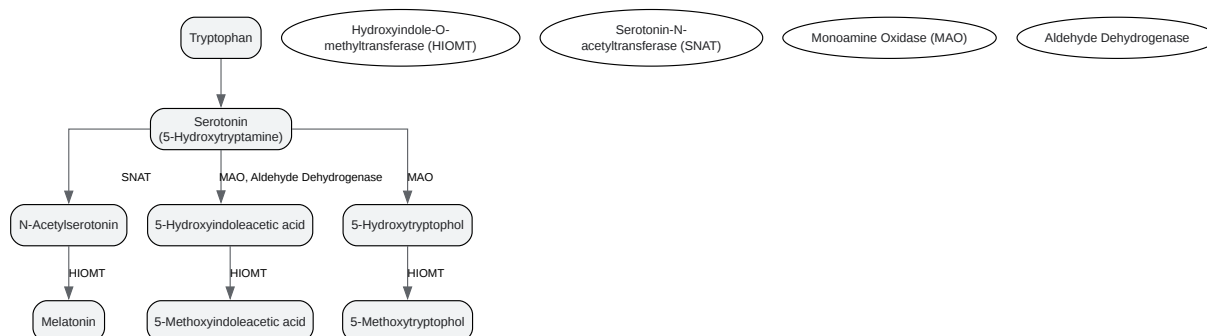 Tryptophan
Hydroxyindole-O-
methyltransferase (HIOMT)
Serotonin-N-
acetyltransferase (SNAT)
Monoamine Oxidase (MAO)
Aldehyde Dehydrogenase
Serotonin
(5-Hydroxytryptamine)
SNAT
MAO, Aldehyde Dehydrogenase
MAO
N-Acetylserotonin
5-Hydroxyindoleacetic acid
5-Hydroxytryptophol
HIOMT
HIOMT
HIOMT
Melatonin
5-Methoxyindoleacetic acid
5-Methoxytryptophol